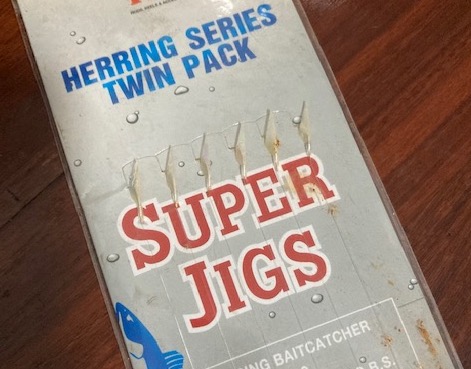 HERRING SERIES
TWIN PACK
SUPER
JIGS
BAITCATCHER